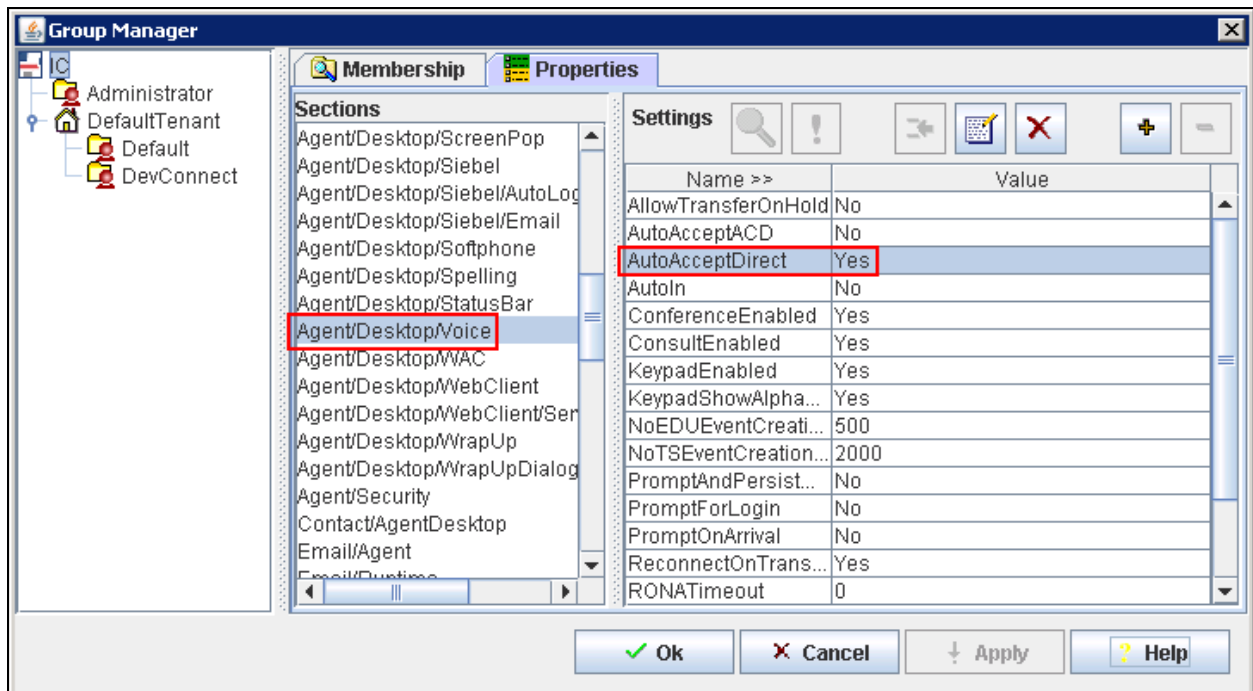 Group Manager
IC
Administrator
DefaultTenant
Default
DevConnect
Membership
Properties
Sections
Agent/Desktop/ScreenPop
Agent/Desktop/Siebel
Agent/Desktop/Siebel/AutoLog
Agent/Desktop/Siebel/Email
Agent/Desktop/Softphone
Agent/Desktop/Spelling
Agent/Desktop/StatusBar
Agent/Desktop/Voice
Agent/Desktop/WAC
Agent/Desktop/WebClient
Agent/Desktop/WebClient/Ser
Agent/Desktop/WrapUp
Agent/Desktop/WrapUpDialog
Agent/Security
Contact/AgentDesktop
Email/Agent
Email/Runtime
Settings
Name >> Value
AllowTransferOnHold No
AutoAcceptACD No
AutoAcceptDirect Yes
AutoIn No
ConferenceEnabled Yes
ConsultEnabled Yes
KeypadEnabled Yes
KeypadShowAlpha... Yes
NoEDUEventCreati... 500
NoTSEventCreation... 2000
PromptAndPersist... No
PromptForLogin No
PromptOnArrival No
ReconnectOnTrans... Yes
RONATimeout 0
Ok
Cancel
Apply
Help